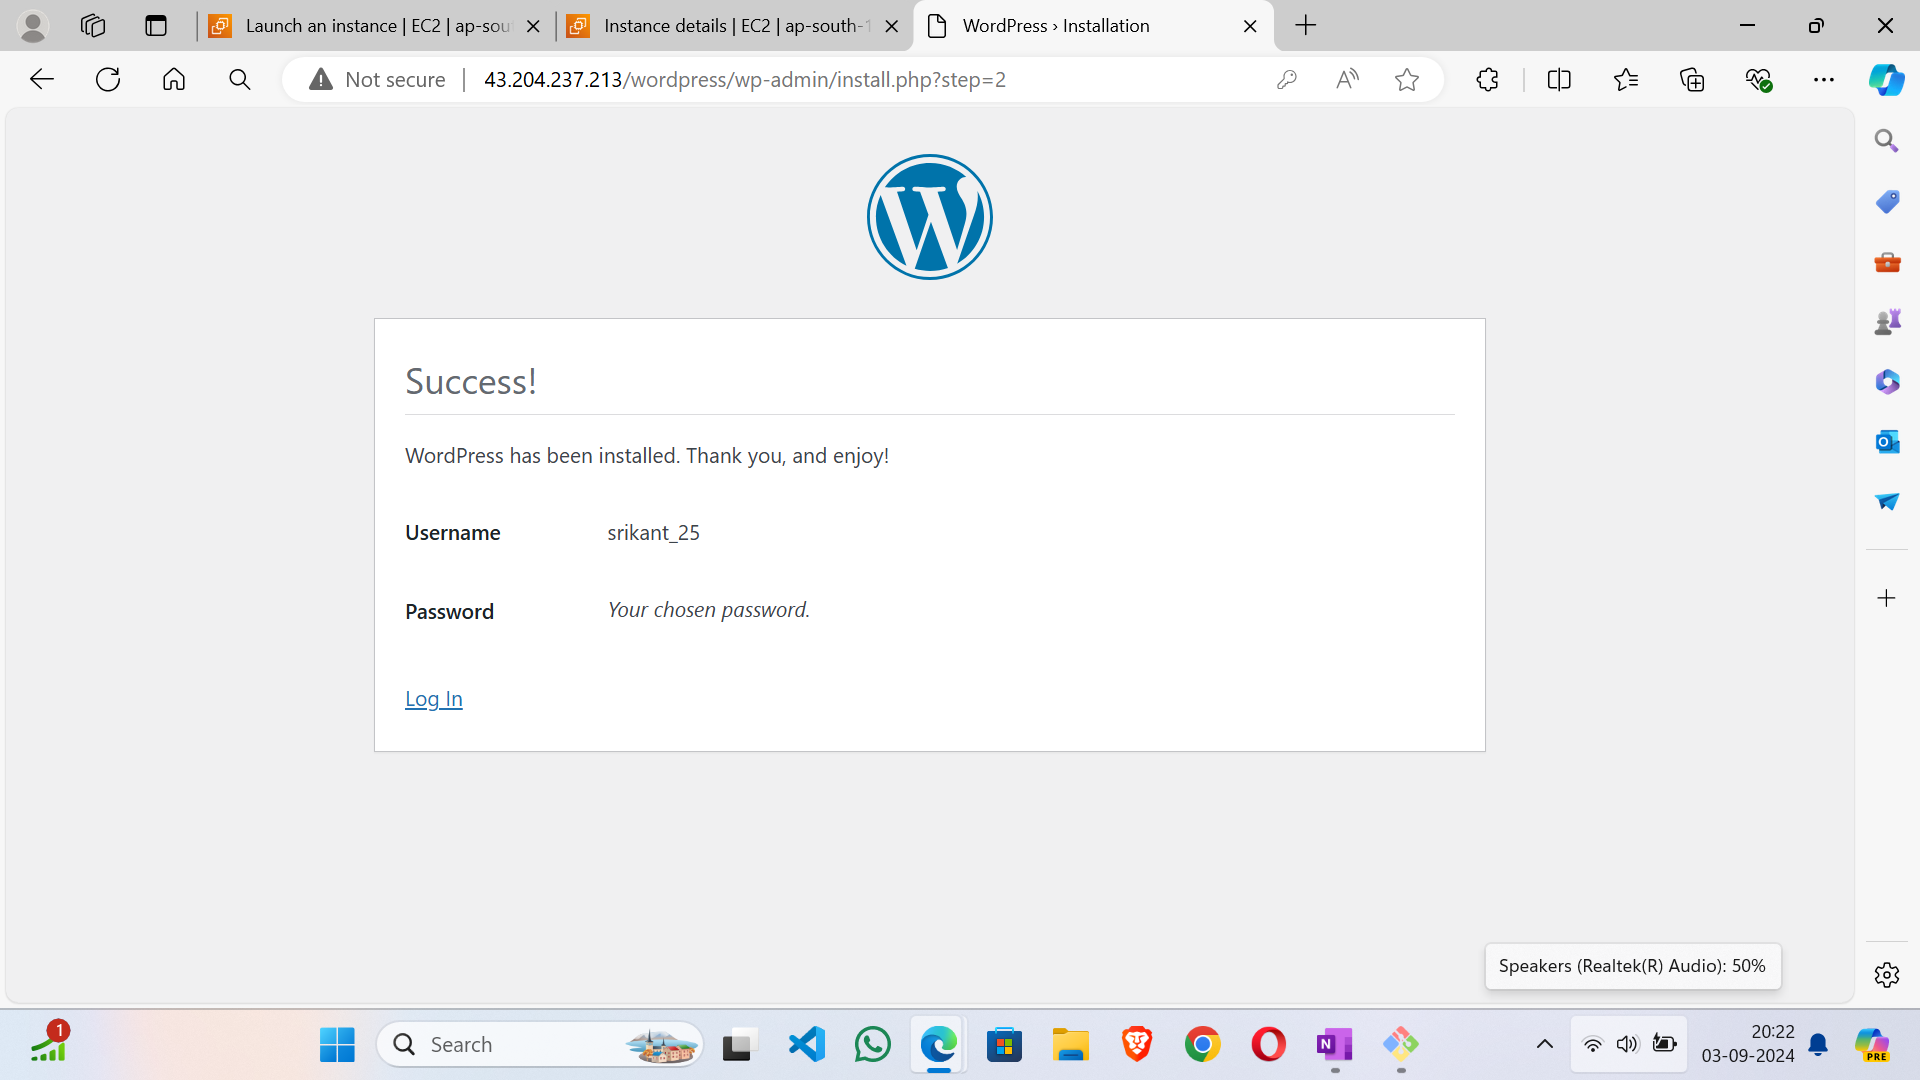 Launch an instance | EC2 | ap-sout
Instance details | EC2 | ap-south-1
WordPress › Installation
Not secure
43.204.237.213/wordpress/wp-admin/install.php?step=2
Success!
WordPress has been installed. Thank you, and enjoy!
Username srikant_25
Password Your chosen password.
Log In
Speakers (Realtek(R) Audio): 50%
1
Search
20:22
03-09-2024
PRE